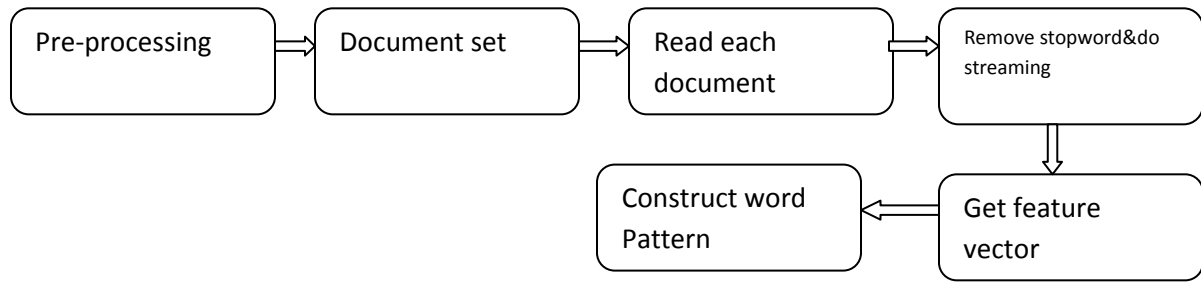 Pre-processing
Document set
Read each
document
Remove stopword&do
streaming
Get feature
vector
Construct word
Pattern